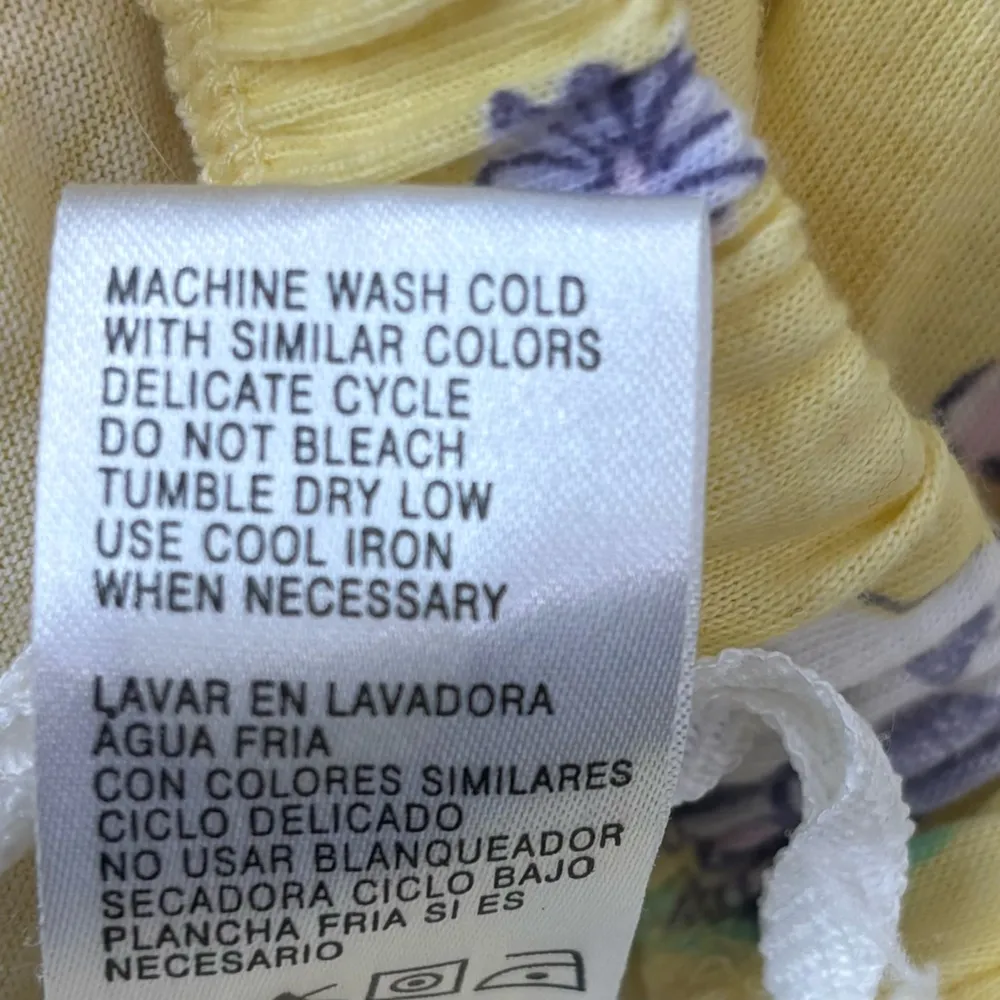 MACHINE WASH COLD
WITH SIMILAR COLORS
DELICATE CYCLE
DO NOT BLEACH
TUMBLE DRY LOW
USE COOL IRON
WHEN NECESSARY
LAVAR EN LAVADORA
AGUA FRIA
CON COLORES SIMILARES
CICLO DELICADO
NO USAR BLANQUEADOR
SECADORA CICLO BAJO
PLANCHA FRIA SI ES
NECESARIO